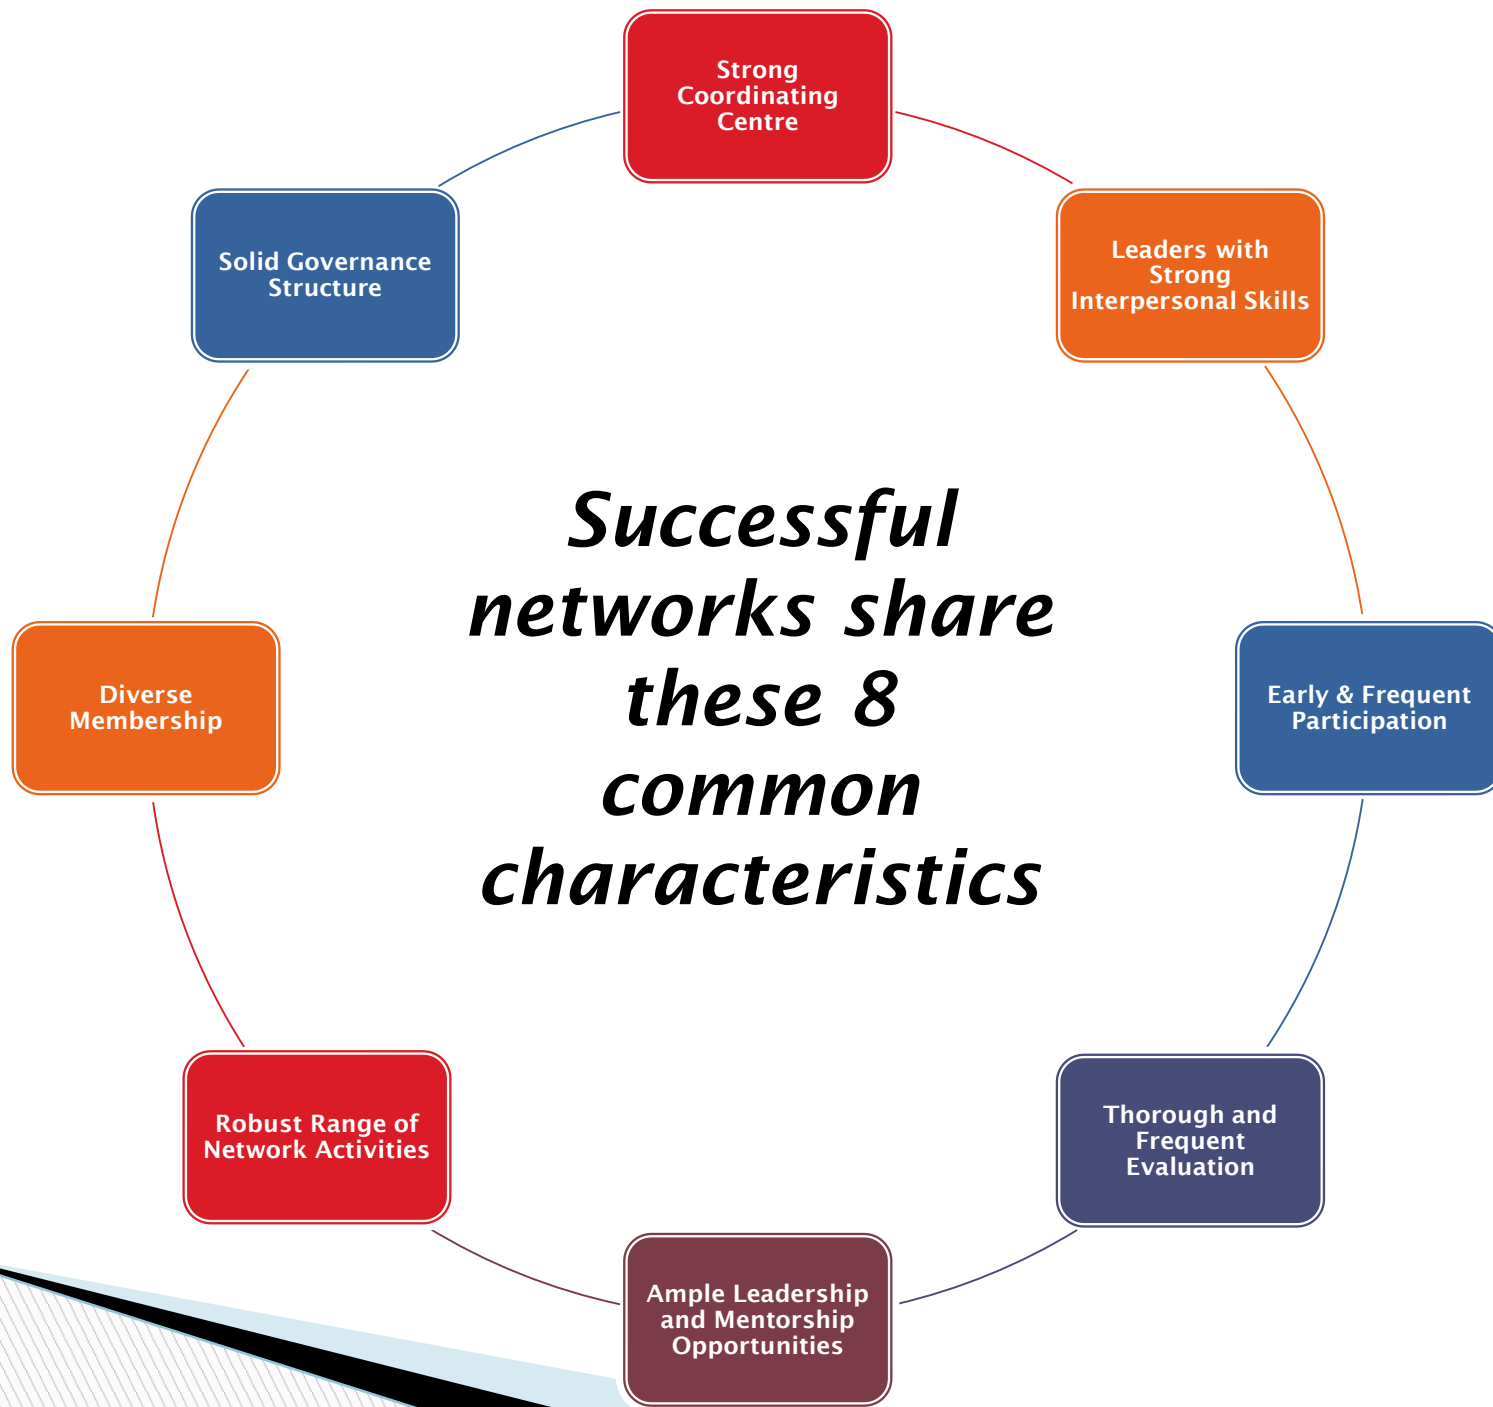 Strong
Coordinating
Centre
Leaders with
Strong
Interpersonal Skills
Early & Frequent
Participation
Thorough and
Frequent
Evaluation
Ample Leadership
and Mentorship
Opportunities
Robust Range of
Network Activities
Diverse
Membership
Solid Governance
Structure
Successful
networks share
these 8
common
characteristics